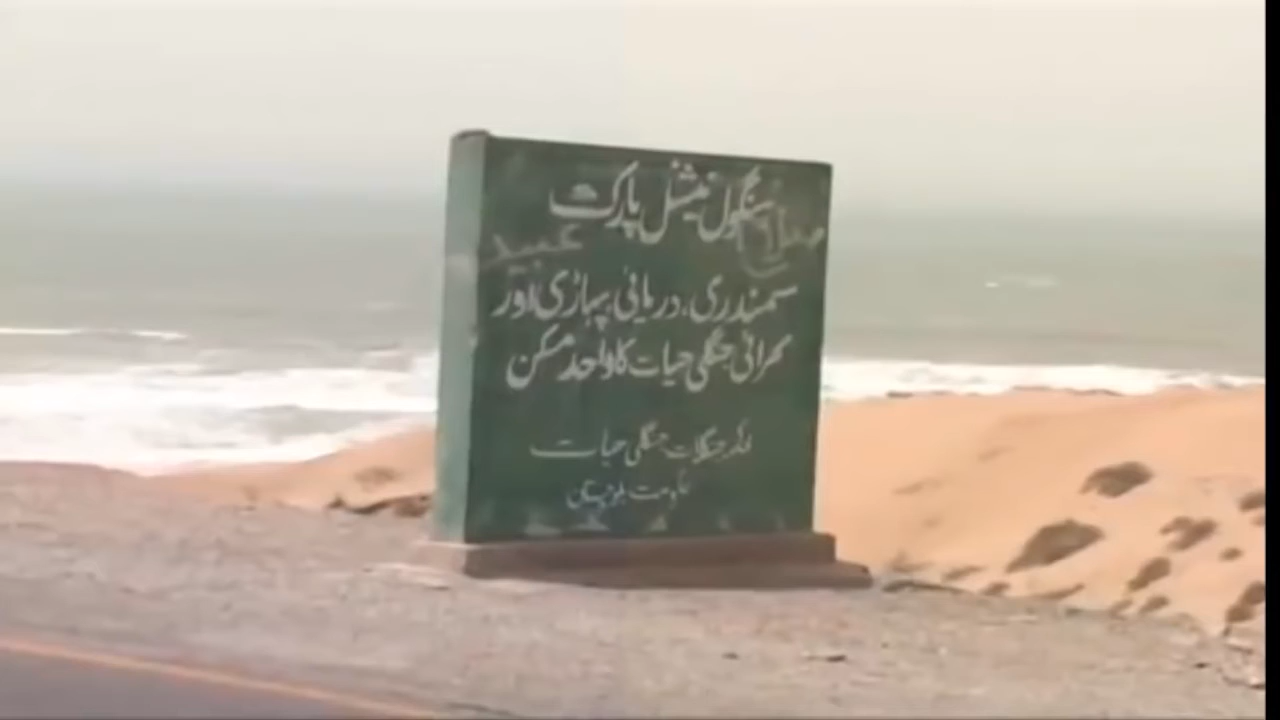 ہنگول نیشنل پارک
عبید
سمندری، دریائی، پہاڑی اور
صحرائی جنگلی حیات کا واحد مسکن
محکمہ جنگلات جنگلی حیات
حکومت بلوچستان